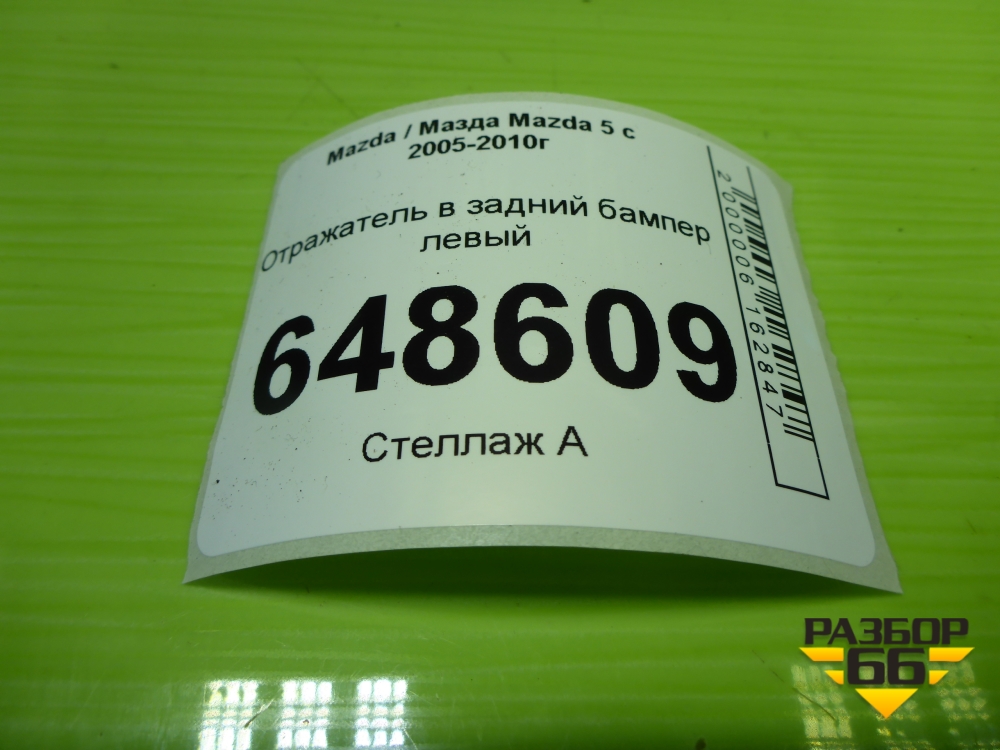 Mazda / Мазда Mazda 5 с
2005-2010г
Отражатель в задний бампер
левый
648609
Стеллаж А
2000006162847
РАЗБОР
66